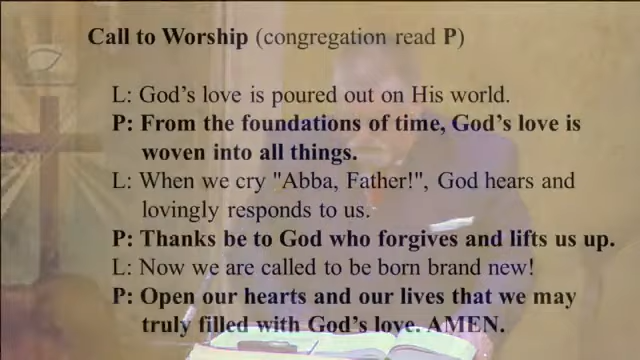 Call to Worship (congregation read P)
L: God's love is poured out on His world.
P: From the foundations of time, God's love is
woven into all things.
L: When we cry "Abba, Father!", God hears and
lovingly responds to us.
P: Thanks be to God who forgives and lifts us up.
L: Now we are called to be born brand new!
P: Open our hearts and our lives that we may
truly filled with God's love. AMEN.